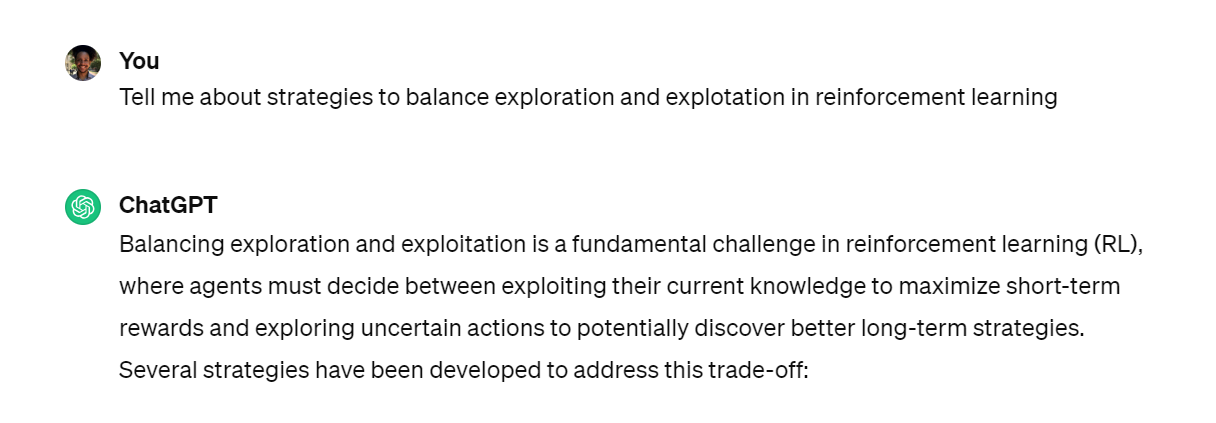 You
Tell me about strategies to balance exploration and explotation in reinforcement learning
ChatGPT
Balancing exploration and exploitation is a fundamental challenge in reinforcement learning (RL),
where agents must decide between exploiting their current knowledge to maximize short-term
rewards and exploring uncertain actions to potentially discover better long-term strategies.
Several strategies have been developed to address this trade-off: